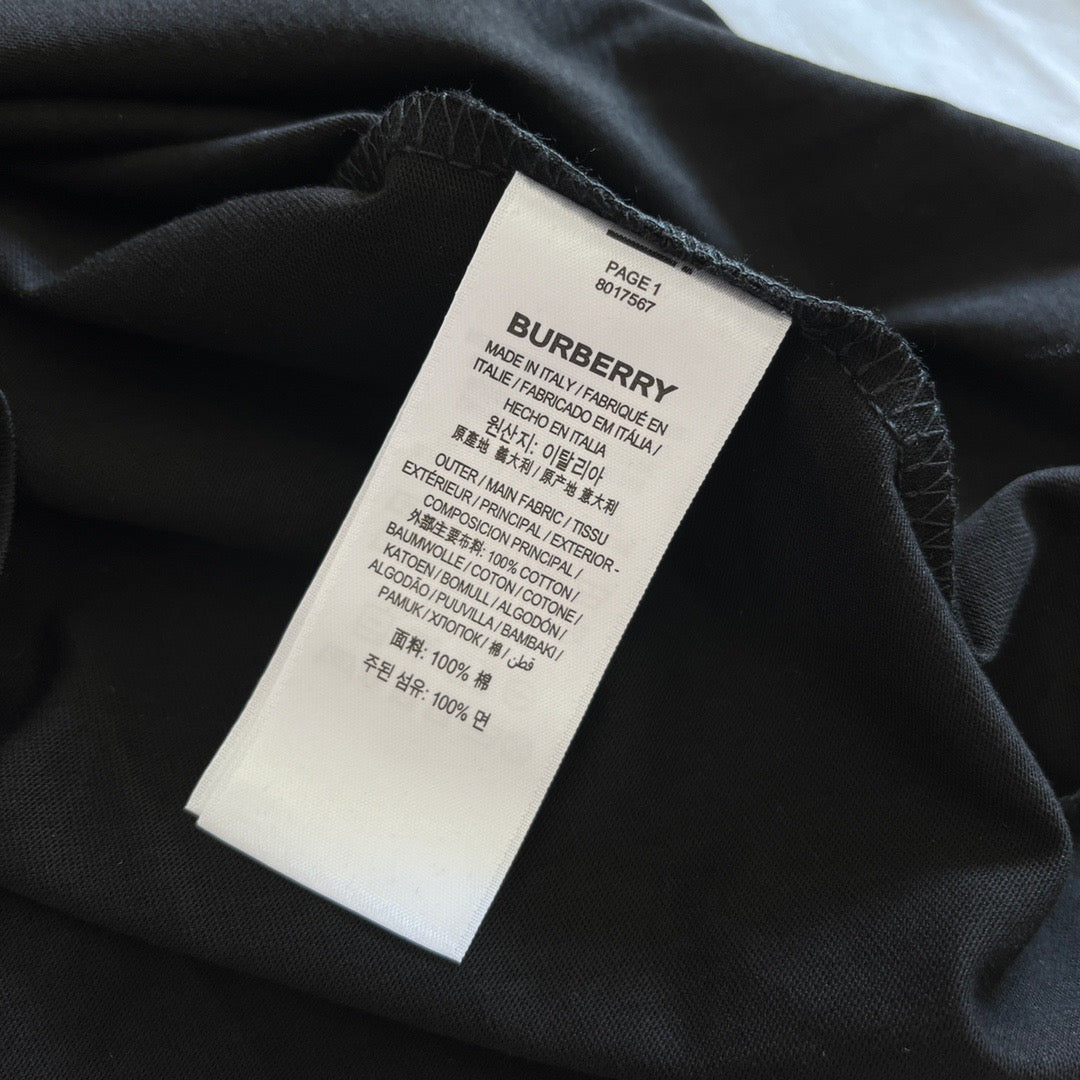 PAGE 1
8017567
BURBERRY
MADE IN ITALY / FABRIQUÉ EN
ITALIE / FABRICADO EM ITÁLIA /
HECHO EN ITALIA
원산지: 이탈리아
原產地 義大利 / 原产地 意大利
OUTER / MAIN FABRIC / TISSU
EXTÉRIEUR / PRINCIPAL / EXTERIOR-
COMPOSICION PRINCIPAL /
外部主要布料: 100% COTTON /
BAUMWOLLE / COTON / COTONE /
KATOEN / BOMULL / ALGODÓN /
ALGODÃO / PUUVILLA / BAMBAKI /
PAMUK / ХЛОПОК / 棉 / قطن
面料: 100% 棉
주된 섬유: 100% 면